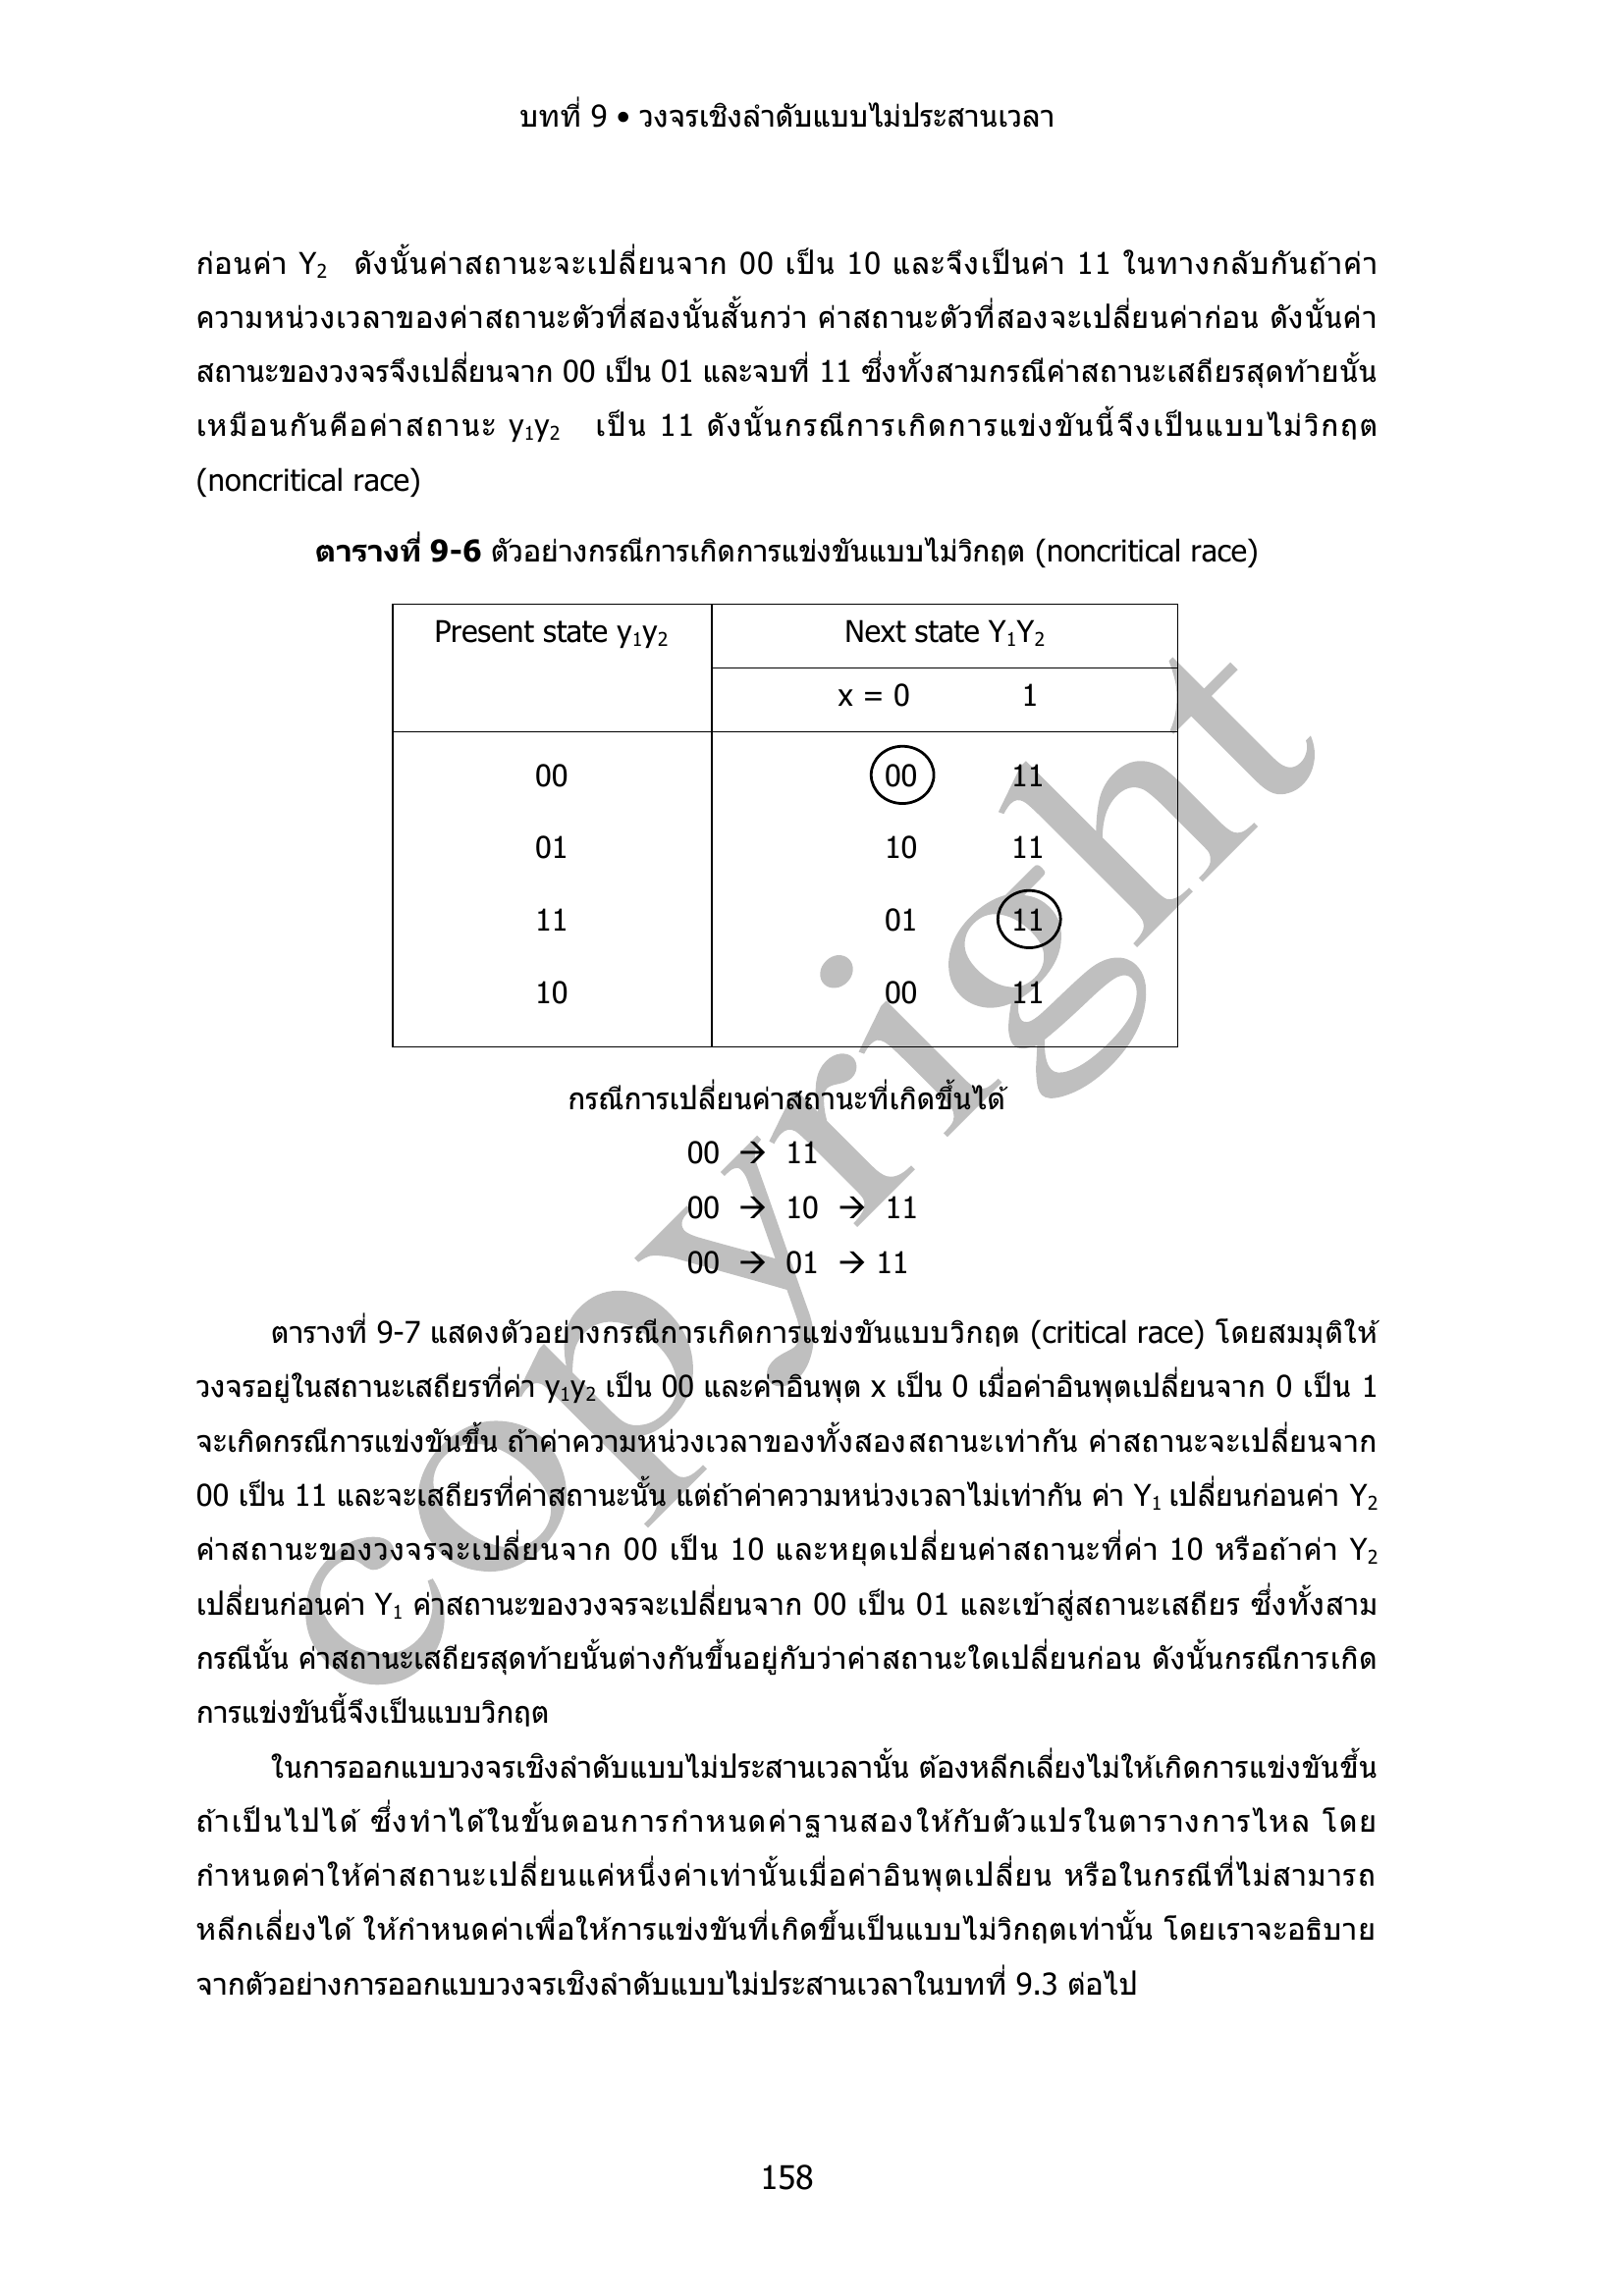 บทที่ 9 • วงจรเชิงลำดับแบบไม่ประสานเวลา
ก่อนค่า Y₂ ดังนั้นค่าสถานะจะเปลี่ยนจาก 00 เป็น 10 และจึงเป็นค่า 11 ในทางกลับกันถ้าค่า
ความหน่วงเวลาของค่าสถานะตัวที่สองนั้นสั้นกว่า ค่าสถานะตัวที่สองจะเปลี่ยนค่าก่อน ดังนั้นค่า
สถานะของวงจรจึงเปลี่ยนจาก 00 เป็น 01 และจบที่ 11 ซึ่งทั้งสามกรณีค่าสถานะเสถียรสุดท้ายนั้น
เหมือนกันคือค่าสถานะ y₁y₂ เป็น 11 ดังนั้นกรณีการเกิดการแข่งขันนี้จึงเป็นแบบไม่วิกฤต
(noncritical race)
ตารางที่ 9-6 ตัวอย่างกรณีการเกิดการแข่งขันแบบไม่วิกฤต (noncritical race)
Present state y₁y₂ Next state Y₁Y₂
x = 0 1
00 00 11
01 10 11
11 01 11
10 00 11
กรณีการเปลี่ยนค่าสถานะที่เกิดขึ้นได้
00 → 11
00 → 10 → 11
00 → 01 → 11
ตารางที่ 9-7 แสดงตัวอย่างกรณีการเกิดการแข่งขันแบบวิกฤต (critical race) โดยสมมุติให้
วงจรอยู่ในสถานะเสถียรที่ค่า y₁y₂ เป็น 00 และค่าอินพุต x เป็น 0 เมื่อค่าอินพุตเปลี่ยนจาก 0 เป็น 1
จะเกิดกรณีการแข่งขันขึ้น ถ้าค่าความหน่วงเวลาของทั้งสองสถานะเท่ากัน ค่าสถานะจะเปลี่ยนจาก
00 เป็น 11 และจะเสถียรที่ค่าสถานะนั้น แต่ถ้าค่าความหน่วงเวลาไม่เท่ากัน ค่า Y₁ เปลี่ยนก่อนค่า Y₂
ค่าสถานะของวงจรจะเปลี่ยนจาก 00 เป็น 10 และหยุดเปลี่ยนค่าสถานะที่ค่า 10 หรือถ้าค่า Y₂
เปลี่ยนก่อนค่า Y₁ ค่าสถานะของวงจรจะเปลี่ยนจาก 00 เป็น 01 และเข้าสู่สถานะเสถียร ซึ่งทั้งสาม
กรณีนั้น ค่าสถานะเสถียรสุดท้ายนั้นต่างกันขึ้นอยู่กับว่าค่าสถานะใดเปลี่ยนก่อน ดังนั้นกรณีการเกิด
การแข่งขันนี้จึงเป็นแบบวิกฤต
ในการออกแบบวงจรเชิงลำดับแบบไม่ประสานเวลานั้น ต้องหลีกเลี่ยงไม่ให้เกิดการแข่งขันขึ้น
ถ้าเป็นไปได้ ซึ่งทำได้ในขั้นตอนการกำหนดค่าฐานสองให้กับตัวแปรในตารางการไหล โดย
กำหนดค่าให้ค่าสถานะเปลี่ยนแค่หนึ่งค่าเท่านั้นเมื่อค่าอินพุตเปลี่ยน หรือในกรณีที่ไม่สามารถ
หลีกเลี่ยงได้ ให้กำหนดค่าเพื่อให้การแข่งขันที่เกิดขึ้นเป็นแบบไม่วิกฤตเท่านั้น โดยเราจะอธิบาย
จากตัวอย่างการออกแบบวงจรเชิงลำดับแบบไม่ประสานเวลาในบทที่ 9.3 ต่อไป
158
copyright